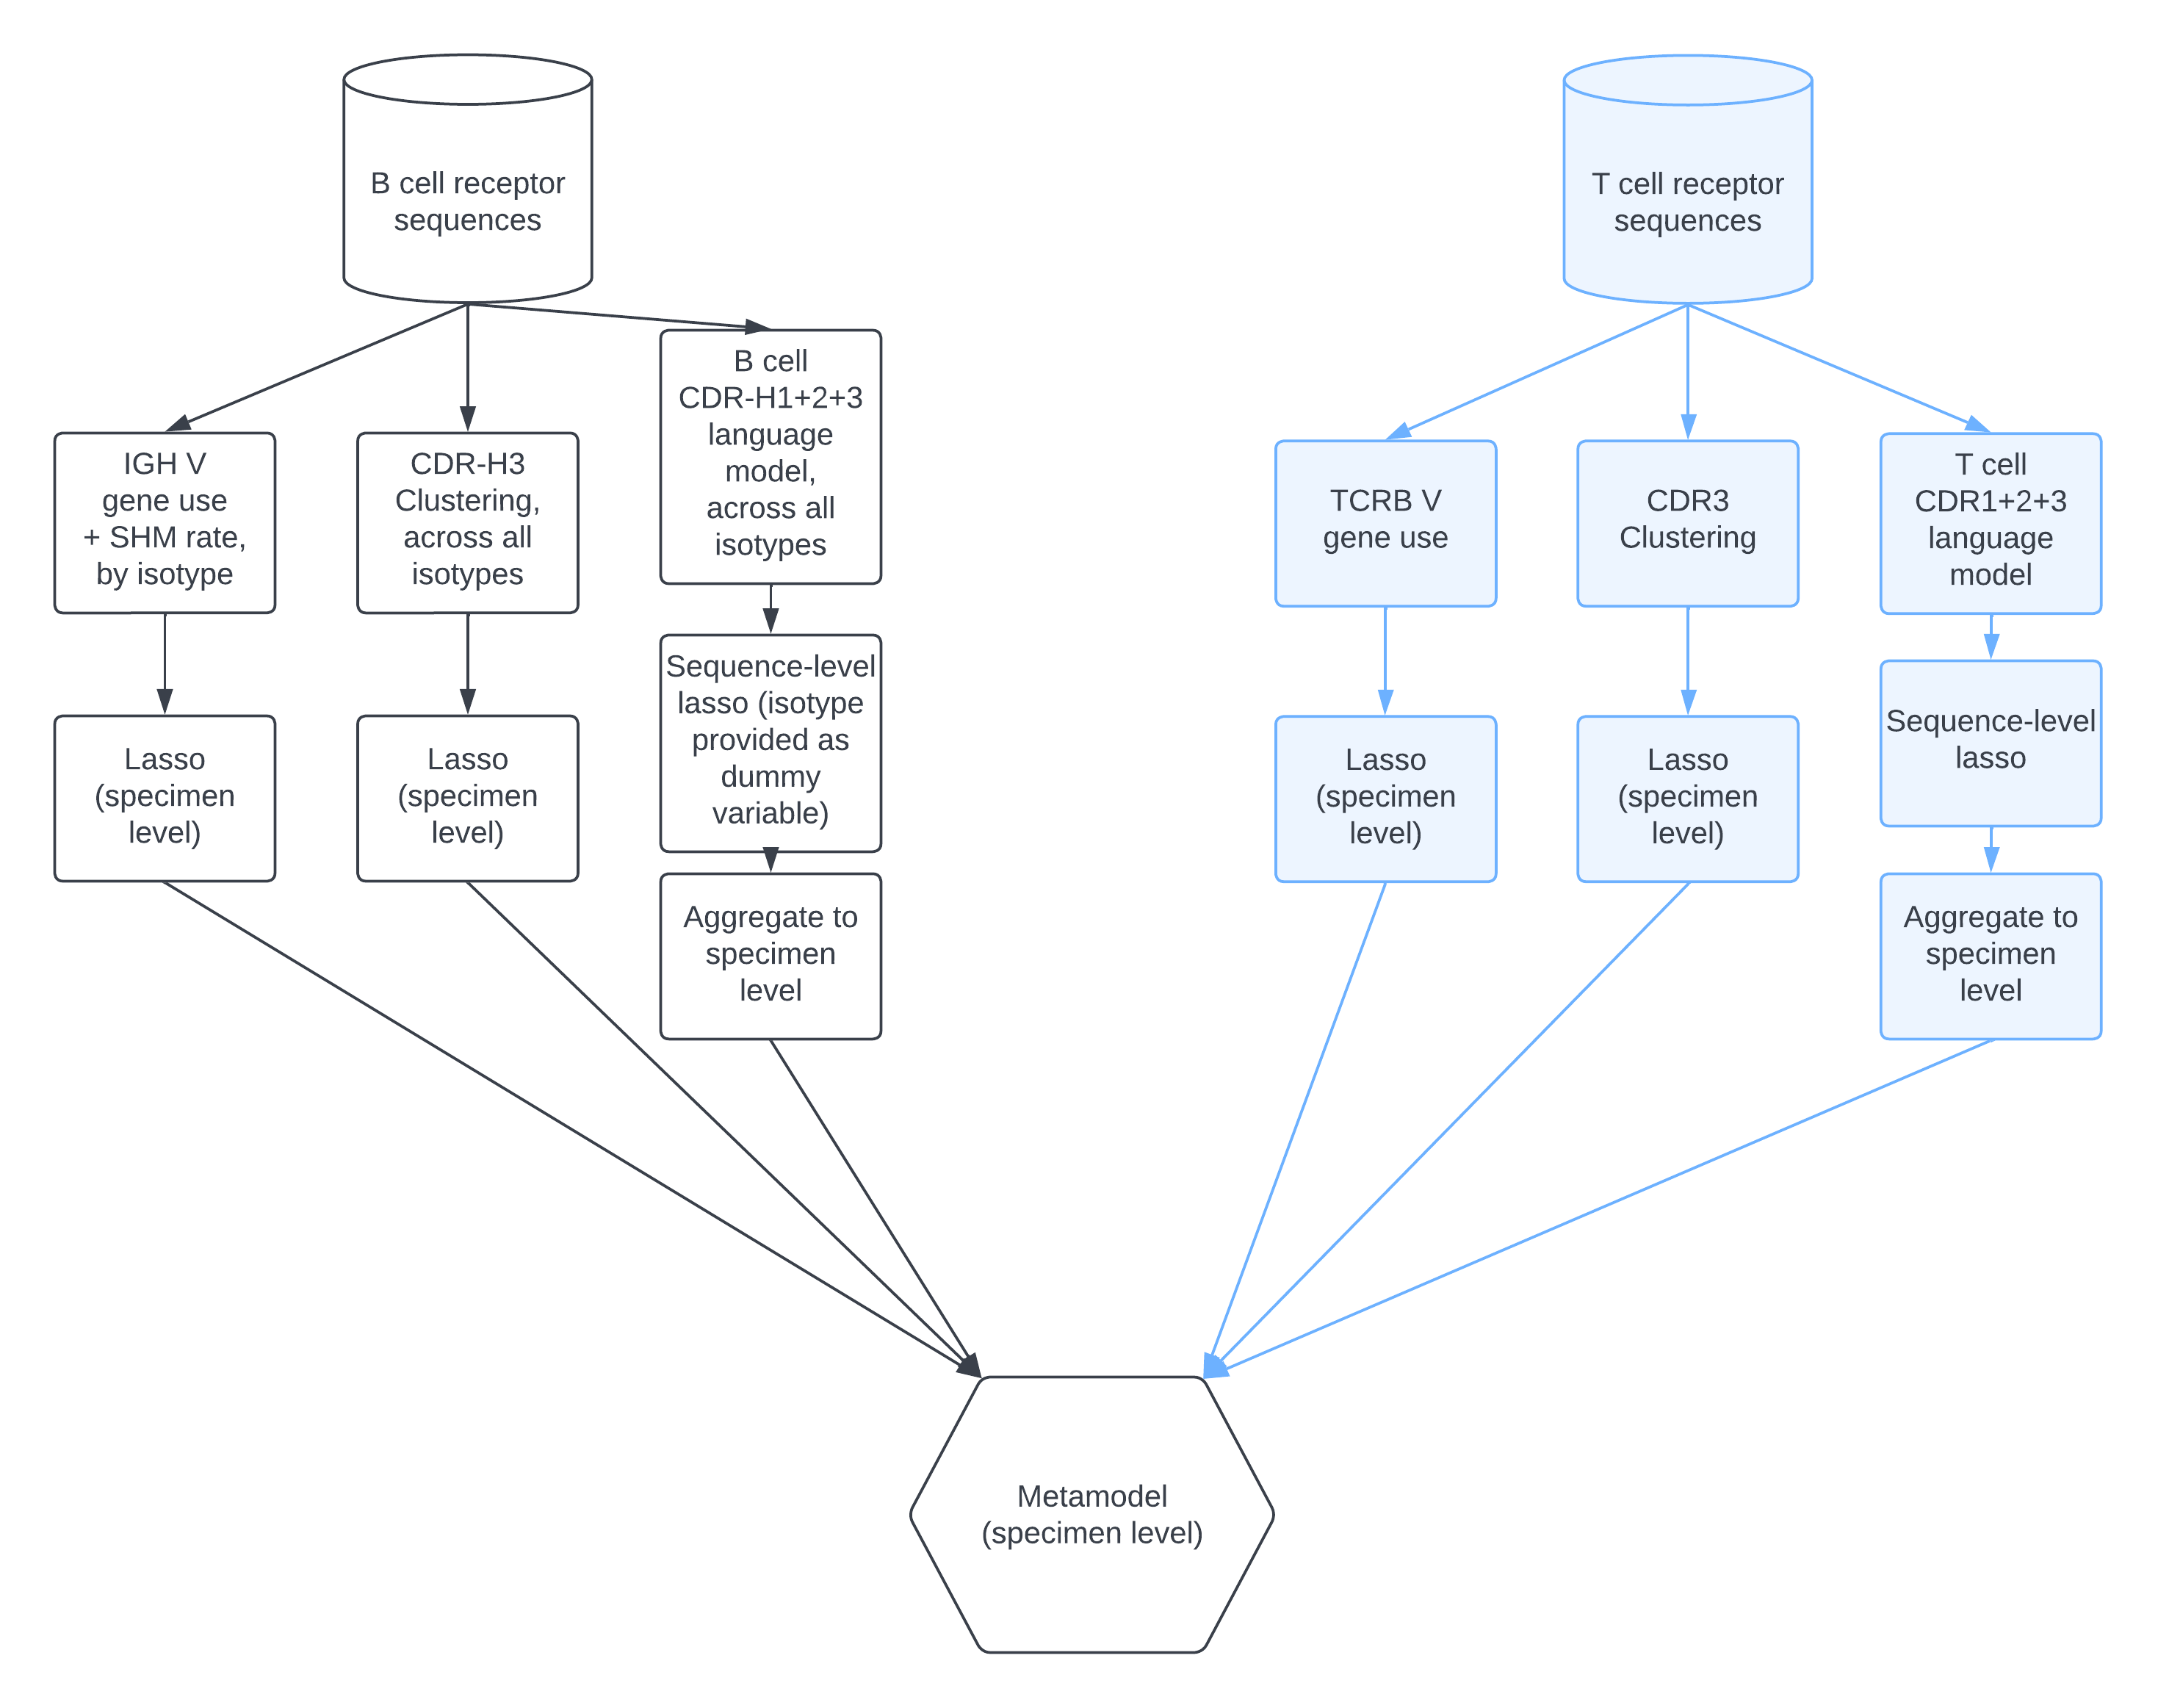 B cell receptor
sequences
T cell receptor
sequences
IGH V
gene use
+ SHM rate,
by isotype
CDR-H3
Clustering,
across all
isotypes
B cell
CDR-H1+2+3
language
model,
across all
isotypes
TCRB V
gene use
CDR3
Clustering
T cell
CDR1+2+3
language
model
Lasso
(specimen
level)
Lasso
(specimen
level)
Sequence-level
lasso (isotype
provided as
dummy
variable)
Lasso
(specimen
level)
Lasso
(specimen
level)
Sequence-level
lasso
Aggregate to
specimen
level
Aggregate to
specimen
level
Metamodel
(specimen level)